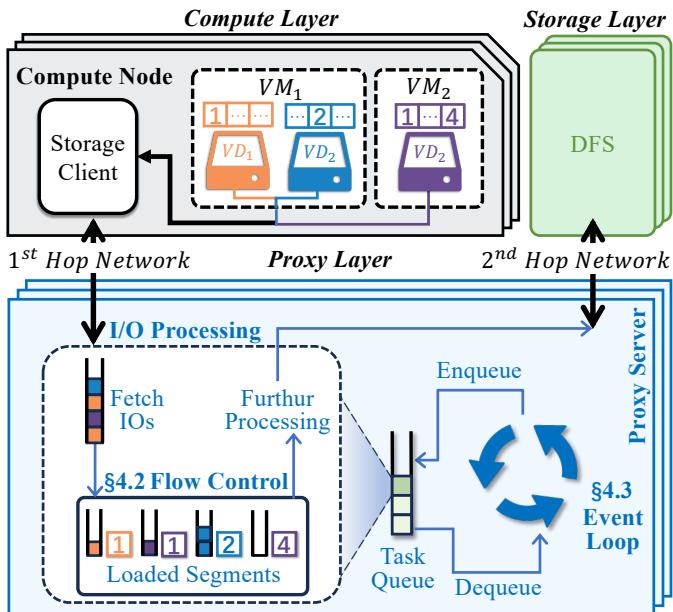 Compute Layer
Storage Layer
Compute Node
VM1
VM2
1 ... ...
... 2 ...
1 ... 4
Storage
Client
VD1
VD2
VD2
DFS
1st Hop Network
Proxy Layer
2nd Hop Network
I/O Processing
Proxy Server
Fetch
IOs
Furthur
Processing
Enqueue
§4.2 Flow Control
1
1
2
4
Loaded Segments
Task
Queue
§4.3
Event
Loop
Dequeue